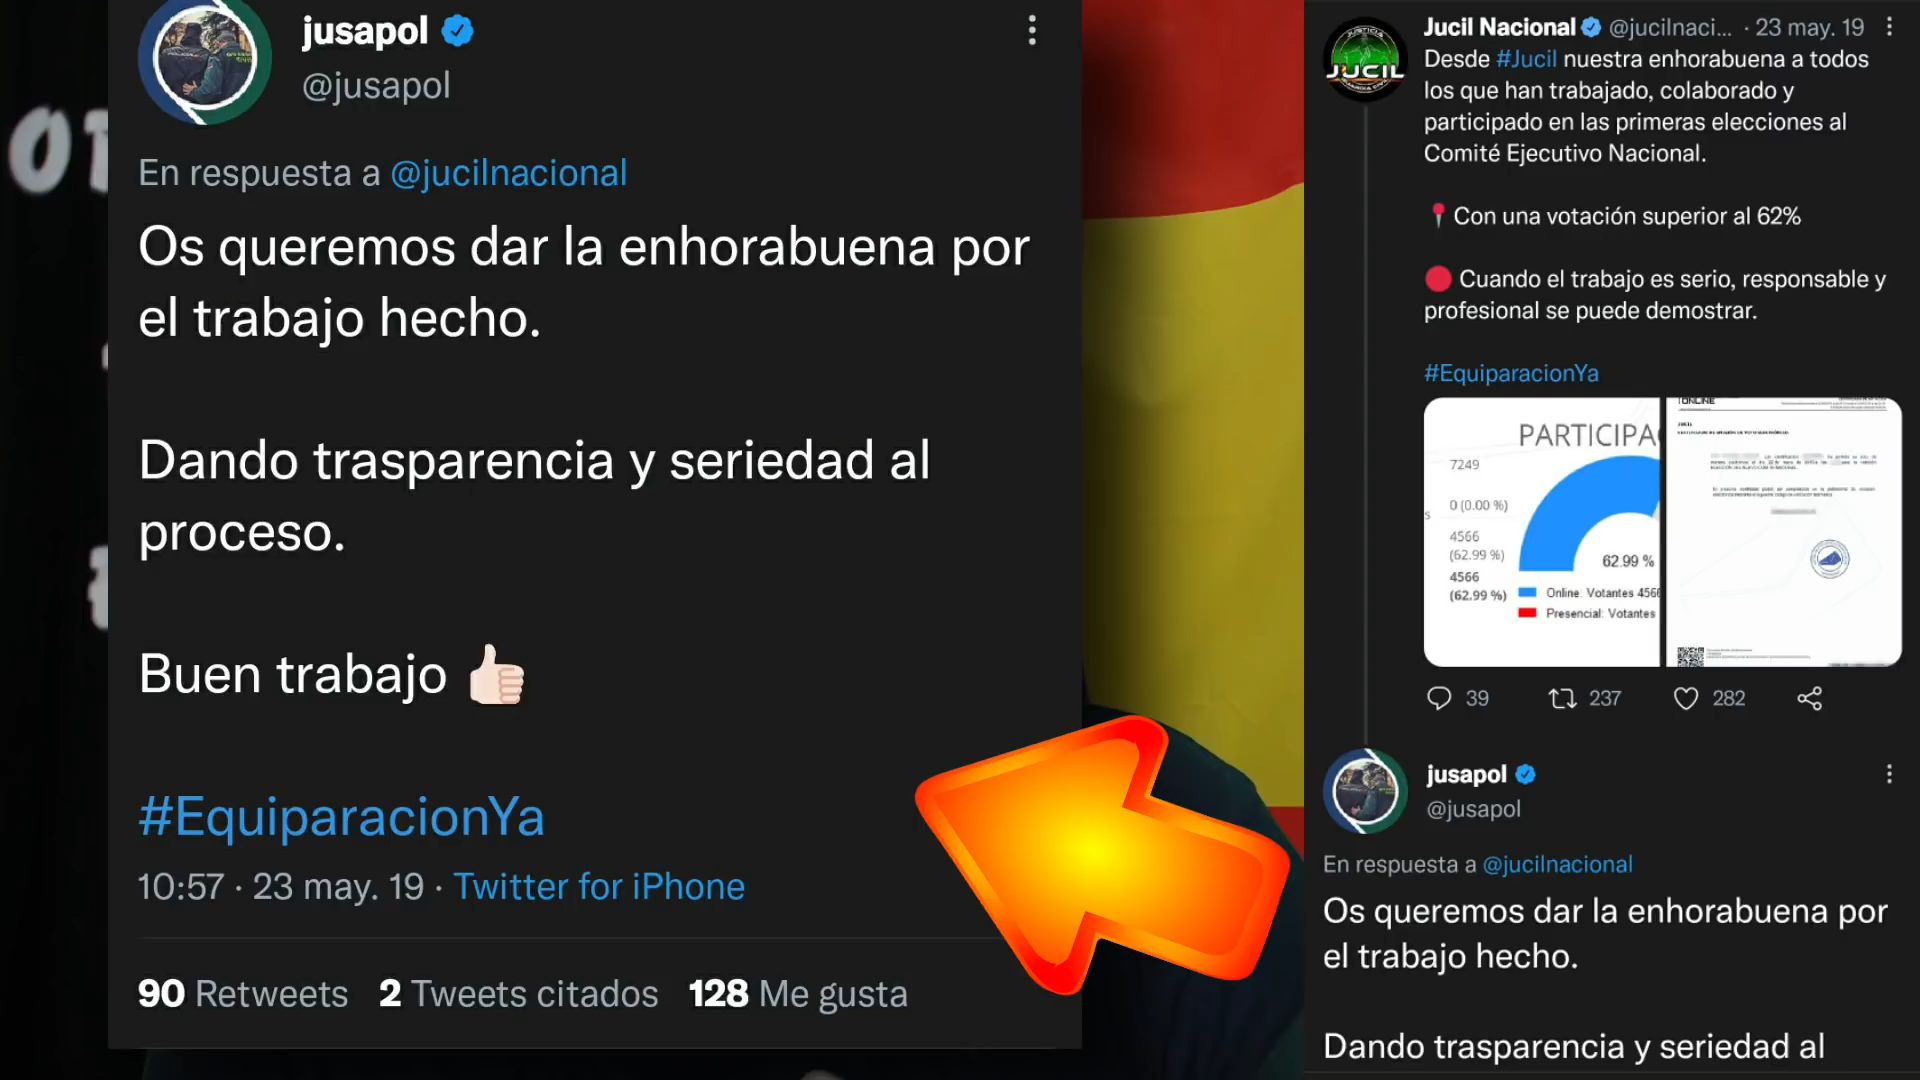 jusapol
@jusapol
En respuesta a @jucilnacional
Os queremos dar la enhorabuena por
el trabajo hecho.
Dando trasparencia y seriedad al
proceso.
Buen trabajo 👍🏻
#EquiparacionYa
10:57 · 23 may. 19 · Twitter for iPhone
90 Retweets 2 Tweets citados 128 Me gusta
Jucil Nacional @jucilnaci... · 23 may. 19
JUSTICIA
JUCIL
Desde #Jucil nuestra enhorabuena a todos
los que han trabajado, colaborado y
participado en las primeras elecciones al
Comité Ejecutivo Nacional.
📍Con una votación superior al 62%
🔴 Cuando el trabajo es serio, responsable y
profesional se puede demostrar.
#EquiparacionYa
PARTICIPA
7249
0 (0.00 %)
4566
(62.99 %)
4566
(62.99 %)
62.99 %
Online: Votantes 4566
Presencial: Votantes
ONLINE
39 237 282
jusapol
@jusapol
En respuesta a @jucilnacional
Os queremos dar la enhorabuena por
el trabajo hecho.
Dando trasparencia y seriedad al